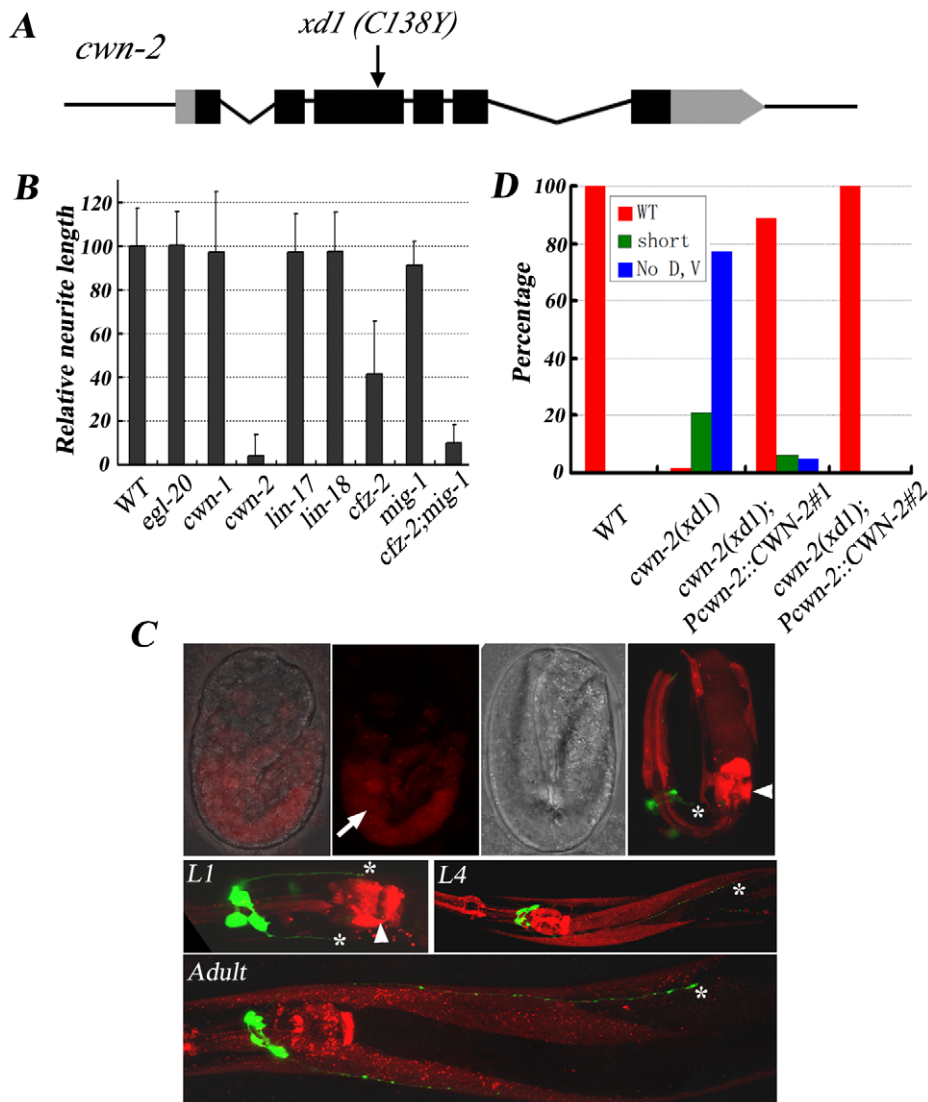 A
xd1 (C138Y)
cwn-2
B
Relative neurite length
120
100
80
60
40
20
0
WT
egl-20
cwn-1
cwn-2
lin-17
lin-18
cfz-2
mig-1
cfz-2;mig-1
D
Percentage
100
80
60
40
20
0
WT
short
No D,V
WT
cwn-2(xd1)
cwn-2(xd1);
Pcwn-2::CWN-2#1
cwn-2(xd1);
Pcwn-2::CWN-2#2
C
*
L1
*
*
L4
*
Adult
*